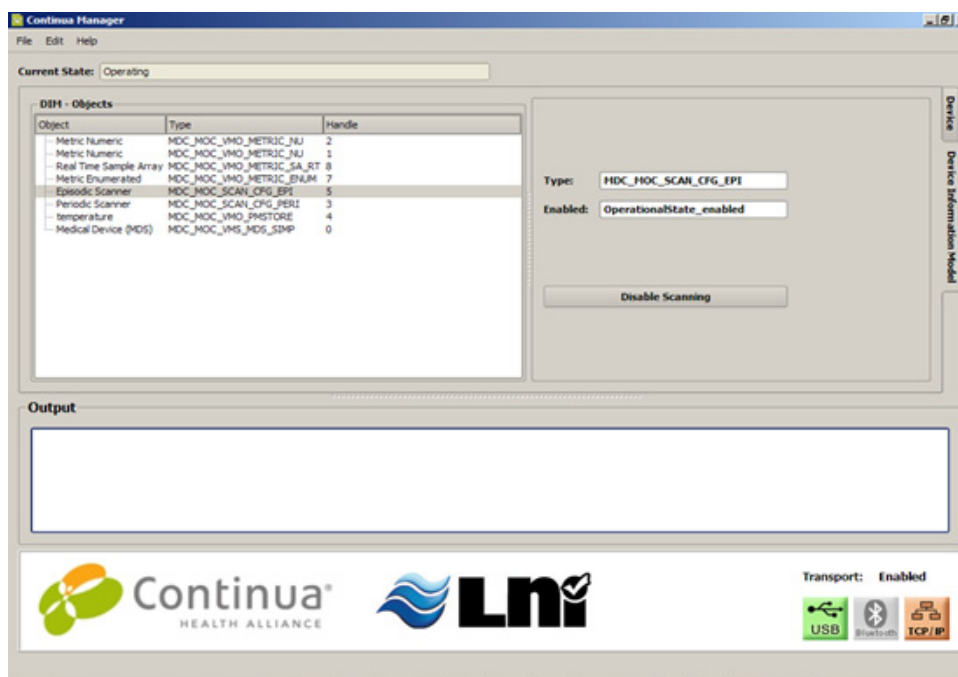 Continua Manager
File Edit Help
Current State: Operating
DIM - Objects
Object Type Handle
Metric Numeric MDC_MOC_VMO_METRIC_NU 2
Metric Numeric MDC_MOC_VMO_METRIC_NU 1
Real Time Sample Array MDC_MOC_VMO_METRIC_SA_RT 8
Metric Enumerated MDC_MOC_VMO_METRIC_ENUM 7
Episodic Scanner MDC_MOC_SCAN_CFG_EPI 5
Periodic Scanner MDC_MOC_SCAN_CFG_PERI 3
temperature MDC_MOC_VMO_PMSTORE 4
Medical Device (MDS) MDC_MOC_VMS_MDS_SIMP 0
Type: MDC_MOC_SCAN_CFG_EPI
Enabled: OperationalState_enabled
Disable Scanning
Device
Device Information Model
Output
Continua®
HEALTH ALLIANCE
LNI
Transport: Enabled
USB
Bluetooth
TCP/IP